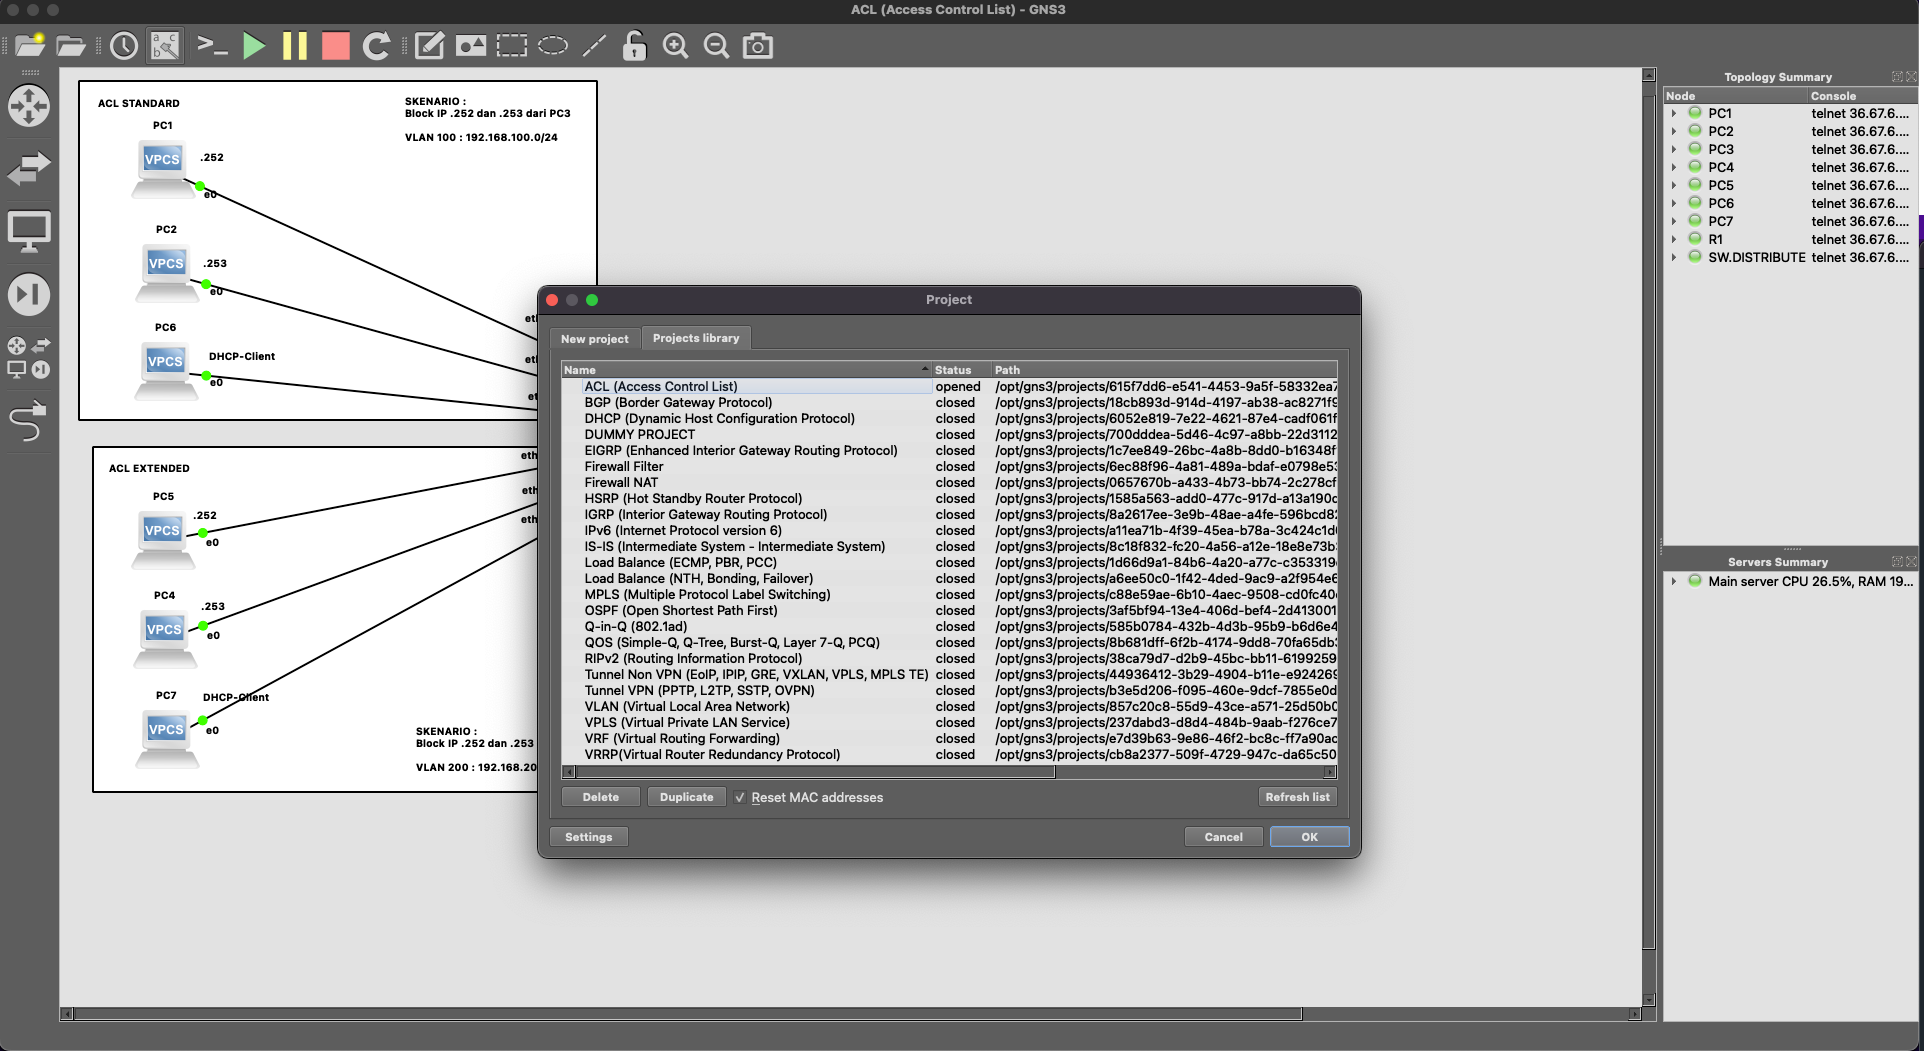 ACL (Access Control List) - GNS3
ACL STANDARD
SKENARIO :
Block IP .252 dan .253 dari PC3
VLAN 100 : 192.168.100.0/24
PC1
VPCS
.252
e0
PC2
VPCS
.253
e0
PC6
VPCS
DHCP-Client
e0
ACL EXTENDED
PC5
VPCS
.252
e0
PC4
VPCS
.253
e0
PC7
VPCS
DHCP-Client
e0
SKENARIO :
Block IP .252 dan .253
VLAN 200 : 192.168.20
Project
New project
Projects library
Name Status Path
ACL (Access Control List) opened /opt/gns3/projects/615f7dd6-e541-4453-9a5f-58332ea7
BGP (Border Gateway Protocol) closed /opt/gns3/projects/18cb893d-914d-4197-ab38-ac8271f9
DHCP (Dynamic Host Configuration Protocol) closed /opt/gns3/projects/6052e819-7e22-4621-87e4-cadf061f
DUMMY PROJECT closed /opt/gns3/projects/700dddea-5d46-4c97-a8bb-22d3112
EIGRP (Enhanced Interior Gateway Routing Protocol) closed /opt/gns3/projects/1c7ee849-26bc-4a8b-8dd0-b16348f
Firewall Filter closed /opt/gns3/projects/6ec88f96-4a81-489a-bdaf-e0798e53
Firewall NAT closed /opt/gns3/projects/0657670b-a433-4b73-bb74-2c278cf
HSRP (Hot Standby Router Protocol) closed /opt/gns3/projects/1585a563-add0-477c-917d-a13a190c
IGRP (Interior Gateway Routing Protocol) closed /opt/gns3/projects/8a2617ee-3e9b-48ae-a4fe-596bcd82
IPv6 (Internet Protocol version 6) closed /opt/gns3/projects/a11ea71b-4f39-45ea-b78a-3c424c1d
IS-IS (Intermediate System - Intermediate System) closed /opt/gns3/projects/8c18f832-fc20-4a56-a12e-18e8e73b
Load Balance (ECMP, PBR, PCC) closed /opt/gns3/projects/1d66d9a1-84b6-4a20-a77c-c353319
Load Balance (NTH, Bonding, Failover) closed /opt/gns3/projects/a6ee50c0-1f42-4ded-9ac9-a2f954e6
MPLS (Multiple Protocol Label Switching) closed /opt/gns3/projects/c88e59ae-6b10-4aec-9508-cd0fc40
OSPF (Open Shortest Path First) closed /opt/gns3/projects/3af5bf94-13e4-406d-bef4-2d413001
Q-in-Q (802.1ad) closed /opt/gns3/projects/585b0784-432b-4d3b-95b9-b6d6e4
QOS (Simple-Q, Q-Tree, Burst-Q, Layer 7-Q, PCQ) closed /opt/gns3/projects/8b681dff-6f2b-4174-9dd8-70fa65db
RIPv2 (Routing Information Protocol) closed /opt/gns3/projects/38ca79d7-d2b9-45bc-bb11-6199259
Tunnel Non VPN (EoIP, IPIP, GRE, VXLAN, VPLS, MPLS TE) closed /opt/gns3/projects/44936412-3b29-4904-b11e-e924269
Tunnel VPN (PPTP, L2TP, SSTP, OVPN) closed /opt/gns3/projects/b3e5d206-f095-460e-9dcf-7855e0d
VLAN (Virtual Local Area Network) closed /opt/gns3/projects/857c20c8-55d9-43ce-a571-25d50b0
VPLS (Virtual Private LAN Service) closed /opt/gns3/projects/237dabd3-d8d4-484b-9aab-f276ce7
VRF (Virtual Routing Forwarding) closed /opt/gns3/projects/e7d39b63-9e86-46f2-bc8c-ff7a90ac
VRRP(Virtual Router Redundancy Protocol) closed /opt/gns3/projects/cb8a2377-509f-4729-947c-da65c50
Delete
Duplicate
Reset MAC addresses
Refresh list
Settings
Cancel
OK
Topology Summary
Node Console
PC1 telnet 36.67.6....
PC2 telnet 36.67.6....
PC3 telnet 36.67.6....
PC4 telnet 36.67.6....
PC5 telnet 36.67.6....
PC6 telnet 36.67.6....
PC7 telnet 36.67.6....
R1 telnet 36.67.6....
SW.DISTRIBUTE telnet 36.67.6....
Servers Summary
Main server CPU 26.5%, RAM 19...